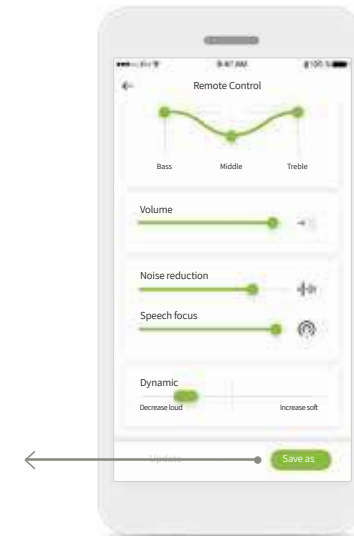 9:41 AM
Remote Control
Bass Middle Treble
Volume
Noise reduction
Speech focus
Dynamic
Decrease loud Increase soft
Update Save as